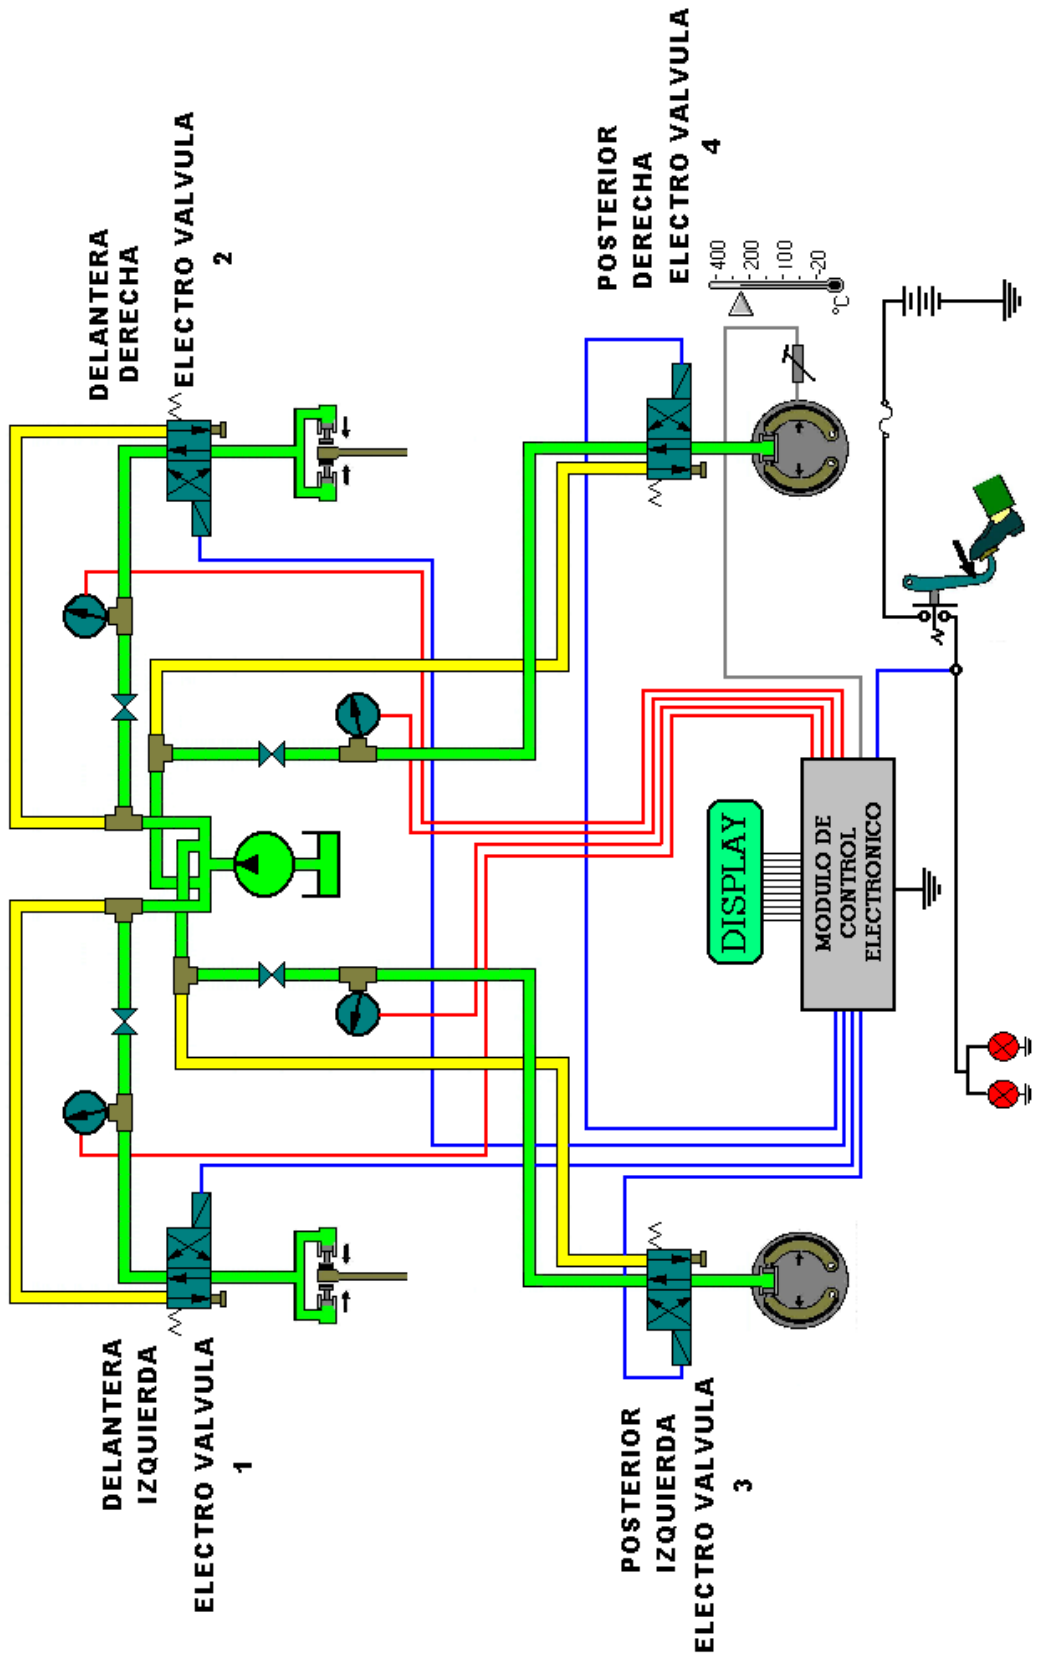 DELANTERA
IZQUIERDA
ELECTRO VALVULA
1
DELANTERA
DERECHA
ELECTRO VALVULA
2
POSTERIOR
IZQUIERDA
ELECTRO VALVULA
3
POSTERIOR
DERECHA
ELECTRO VALVULA
4
DISPLAY
MODULO DE
CONTROL
ELECTRONICO
400
200
100
-20
°C